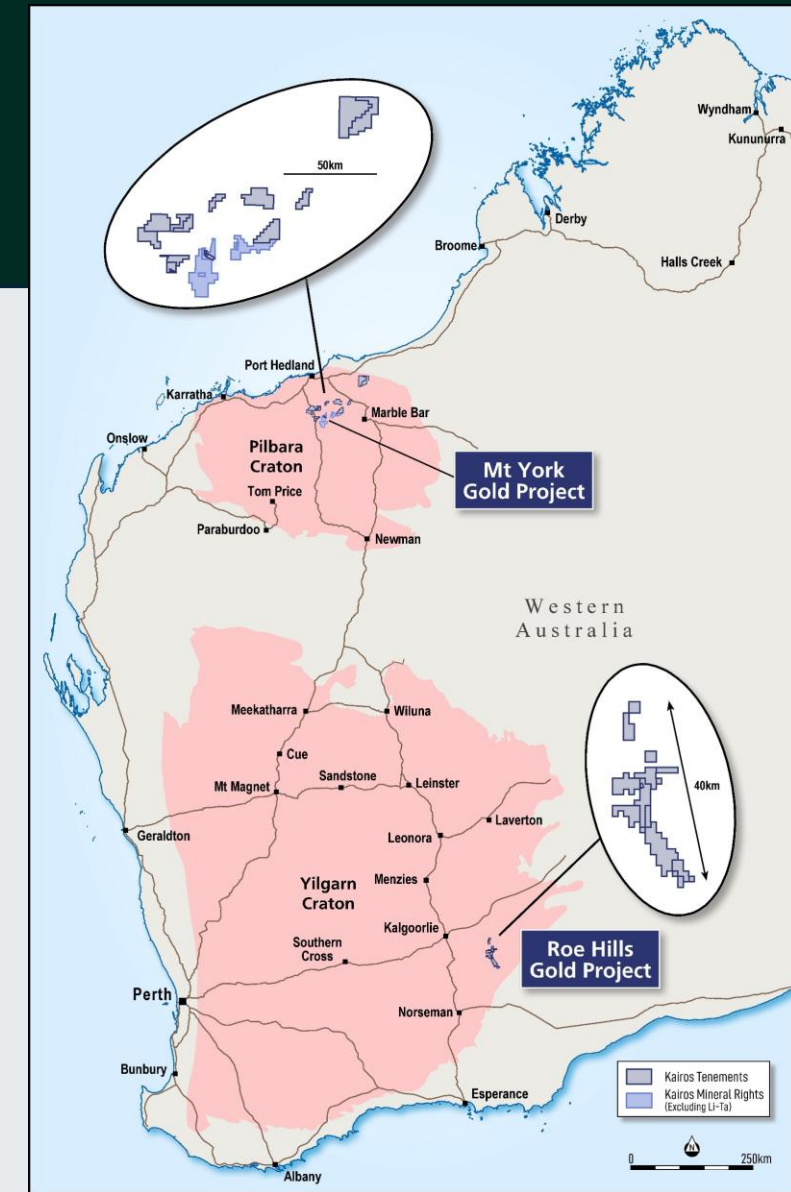 Wyndham
Kununurra
50km
Derby
Broome
Halls Creek
Port Hedland
Karratha
Marble Bar
Onslow
Pilbara
Craton
Mt York
Gold Project
Tom Price
Paraburdoo
Newman
Western
Australia
Meekatharra
Wiluna
Cue
Sandstone
Leinster
Mt Magnet
40km
Laverton
Geraldton
Leonora
Yilgarn
Craton
Menzies
Kalgoorlie
Southern
Cross
Roe Hills
Gold Project
Perth
Norseman
Bunbury
Kairos Tenements
Kairos Mineral Rights
(Excluding Li-Ta)
Esperance
N
0 250km
Albany